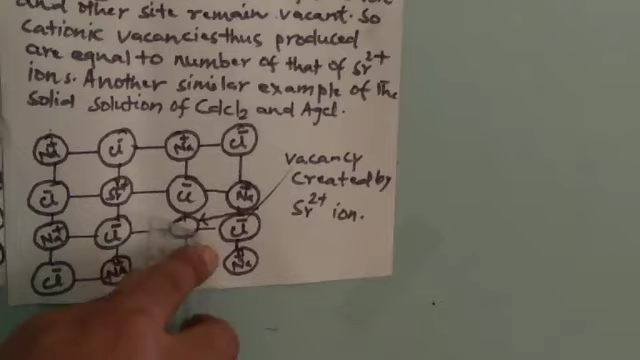 and other site remain vacant. So
cationic vacancies thus produced
are equal to number of that of Sr²⁺
ions. Another similar example of the
solid solution of CdCl₂ and AgCl.
Na⁺ Cl⁻ Na⁺ Cl⁻
vacancy
created by
Sr²⁺ ion.
Cl⁻ Sr²⁺ Cl⁻ Na⁺
Na⁺ Cl⁻ Cl⁻
Cl⁻ Na⁺ Na⁺